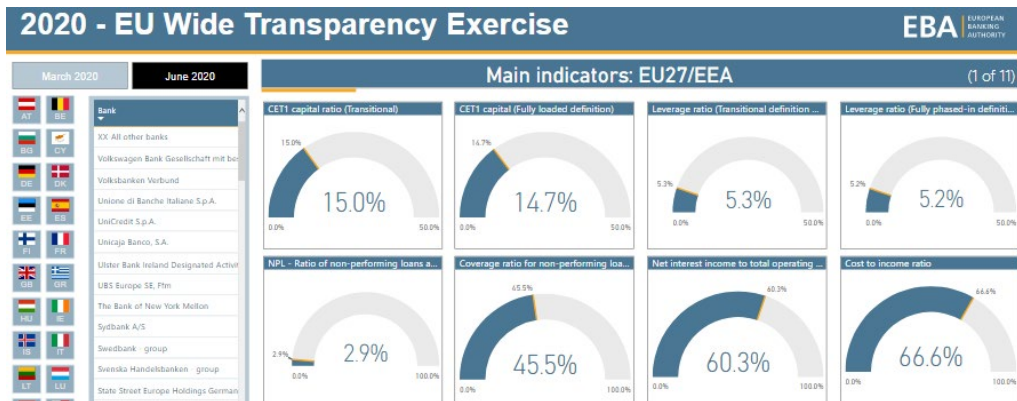 2020 - EU Wide Transparency Exercise
EBA EUROPEAN BANKING AUTHORITY
March 2020
June 2020
Main indicators: EU27/EEA
(1 of 11)
AT
BE
BG
CY
DE
DK
EE
ES
FI
FR
GB
GR
HU
IE
IS
IT
LT
LU
Bank
XX All other banks
Volkswagen Bank Gesellschaft mit bes
Volksbanken Verbund
Unione di Banche Italiane S.p.A.
UniCredit S.p.A.
Unicaja Banco, S.A.
Ulster Bank Ireland Designated Activit
UBS Europe SE, Ffm
The Bank of New York Mellon
Sydbank A/S
Swedbank - group
Svenska Handelsbanken - group
State Street Europe Holdings German
CET1 capital ratio (Transitional)
15.0%
15.0%
0.0%
50.0%
CET1 capital (Fully loaded definition)
14.7%
14.7%
0.0%
50.0%
Leverage ratio (Transitional definition ...
5.3%
5.3%
0.0%
50.0%
Leverage ratio (Fully phased-in definiti...
5.2%
5.2%
0.0%
50.0%
NPL - Ratio of non-performing loans a...
2.9%
2.9%
0.0%
100.0%
Coverage ratio for non-performing loa...
45.5%
45.5%
0.0%
100.0%
Net interest income to total operating ...
60.3%
60.3%
0.0%
100.0%
Cost to income ratio
66.6%
66.6%
0.0%
100.0%